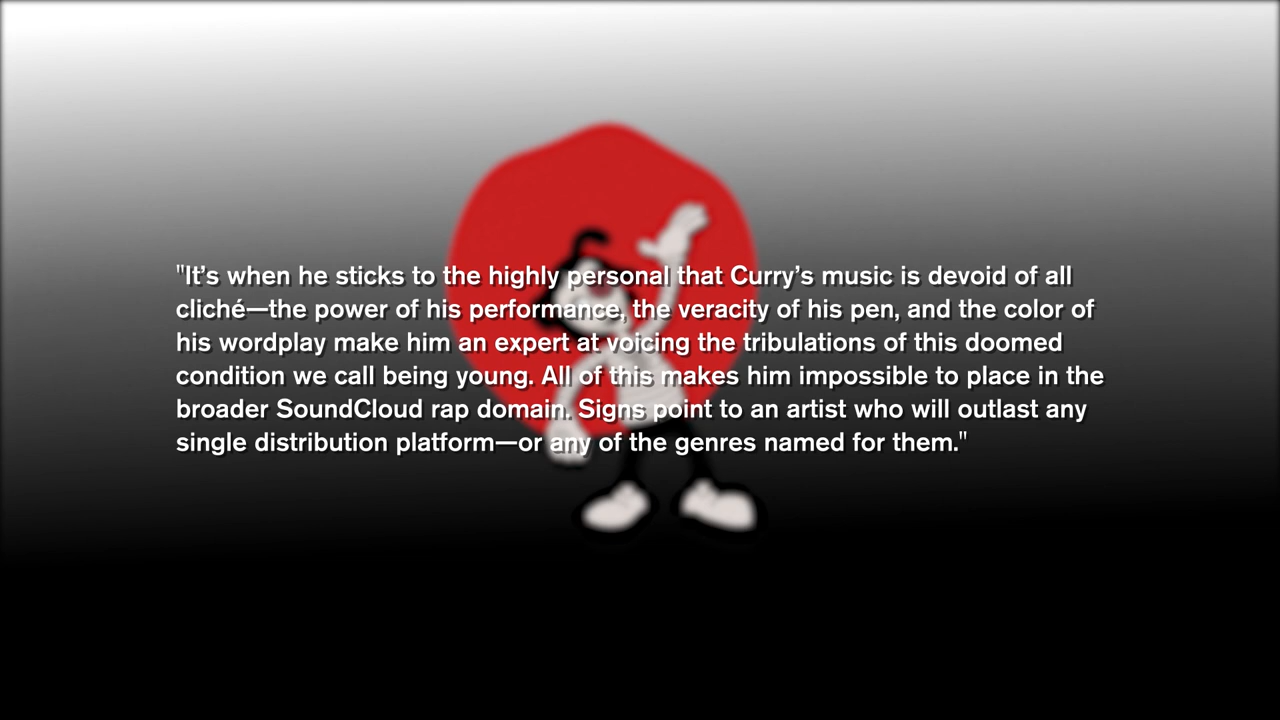 "It’s when he sticks to the highly personal that Curry’s music is devoid of all
cliché—the power of his performance, the veracity of his pen, and the color of
his wordplay make him an expert at voicing the tribulations of this doomed
condition we call being young. All of this makes him impossible to place in the
broader SoundCloud rap domain. Signs point to an artist who will outlast any
single distribution platform—or any of the genres named for them."